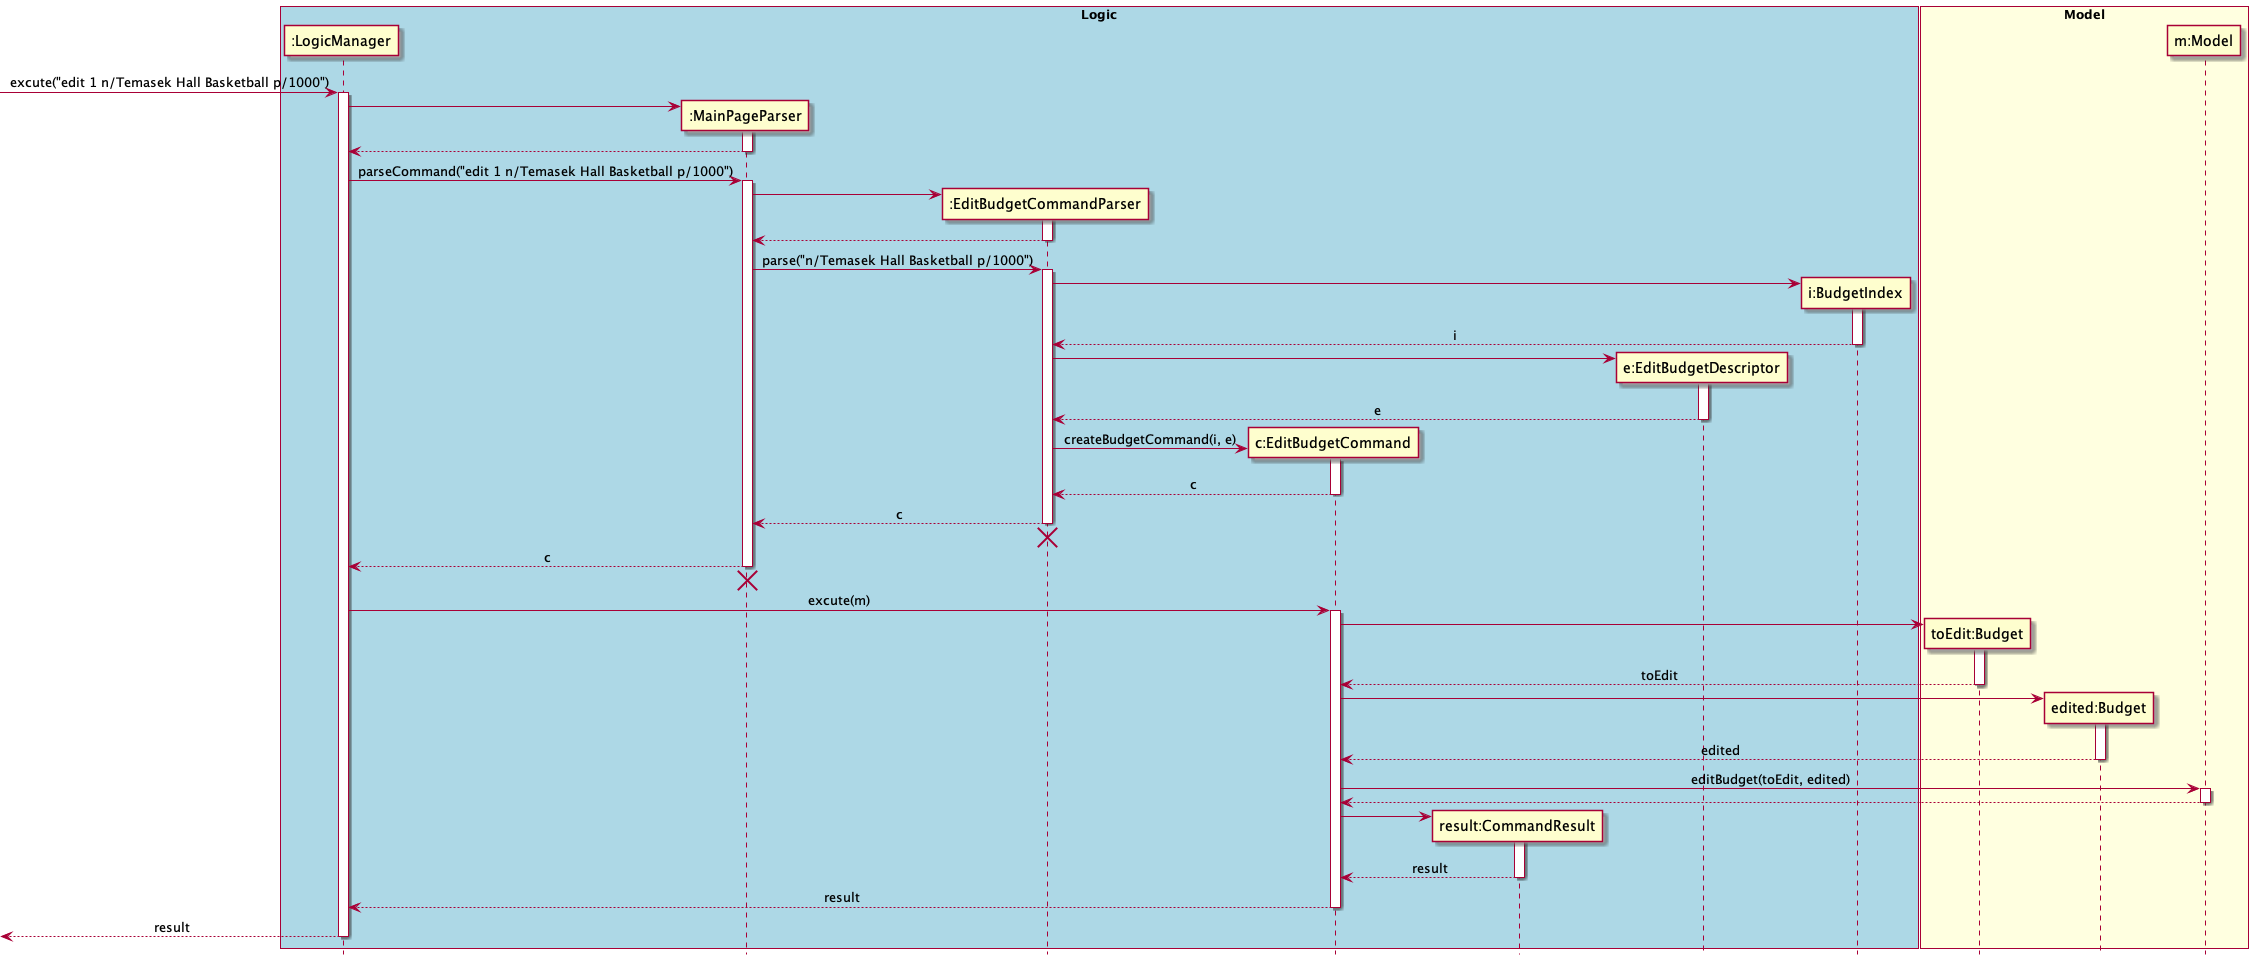 Logic
Model
:LogicManager
m:Model
excute("edit 1 n/Temasek Hall Basketball p/1000")
:MainPageParser
parseCommand("edit 1 n/Temasek Hall Basketball p/1000")
:EditBudgetCommandParser
parse("n/Temasek Hall Basketball p/1000")
i:BudgetIndex
i
e:EditBudgetDescriptor
e
createBudgetCommand(i, e)
c:EditBudgetCommand
c
c
c
excute(m)
toEdit:Budget
toEdit
edited:Budget
edited
editBudget(toEdit, edited)
result:CommandResult
result
result
result